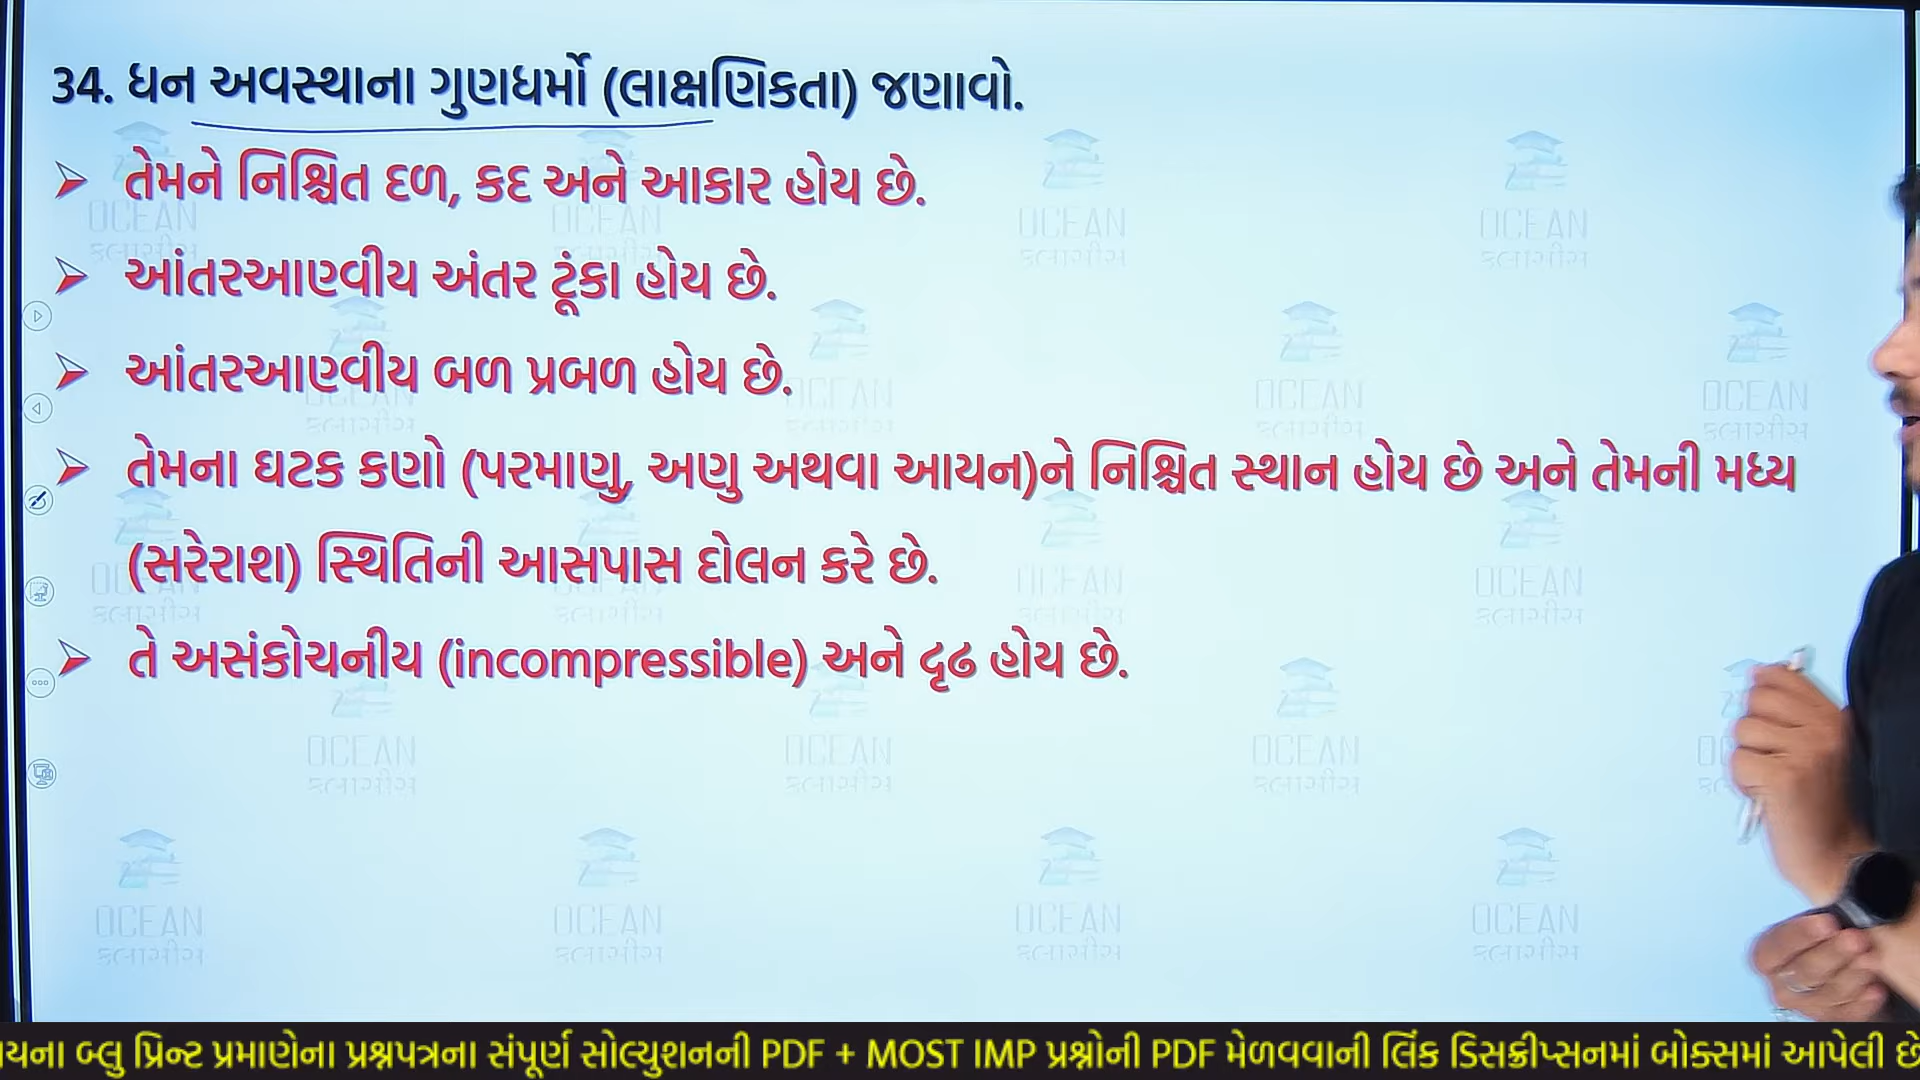 34. ધન અવસ્થાના ગુણધર્મો (લાક્ષણિકતા) જણાવો.
➢ તેમને નિશ્ચિત દળ, કદ અને આકાર હોય છે.
➢ આંતરઆણ્વીય અંતર ટૂંકા હોય છે.
➢ આંતરઆણ્વીય બળ પ્રબળ હોય છે.
➢ તેમના ઘટક કણો (પરમાણુ, અણુ અથવા આયન)ને નિશ્ચિત સ્થાન હોય છે અને તેમની મધ્ય
(સરેરાશ) સ્થિતિની આસપાસ દોલન કરે છે.
➢ તે અસંકોચનીય (incompressible) અને દૃઢ હોય છે.
OCEAN
ક્લાસીસ
બ્લુ પ્રિન્ટ પ્રમાણેના પ્રશ્નપત્રના સંપૂર્ણ સોલ્યુશનની PDF + MOST IMP પ્રશ્નોની PDF મેળવવાની લિંક ડિસક્રીપ્સનમાં બોક્સમાં આપેલી છે